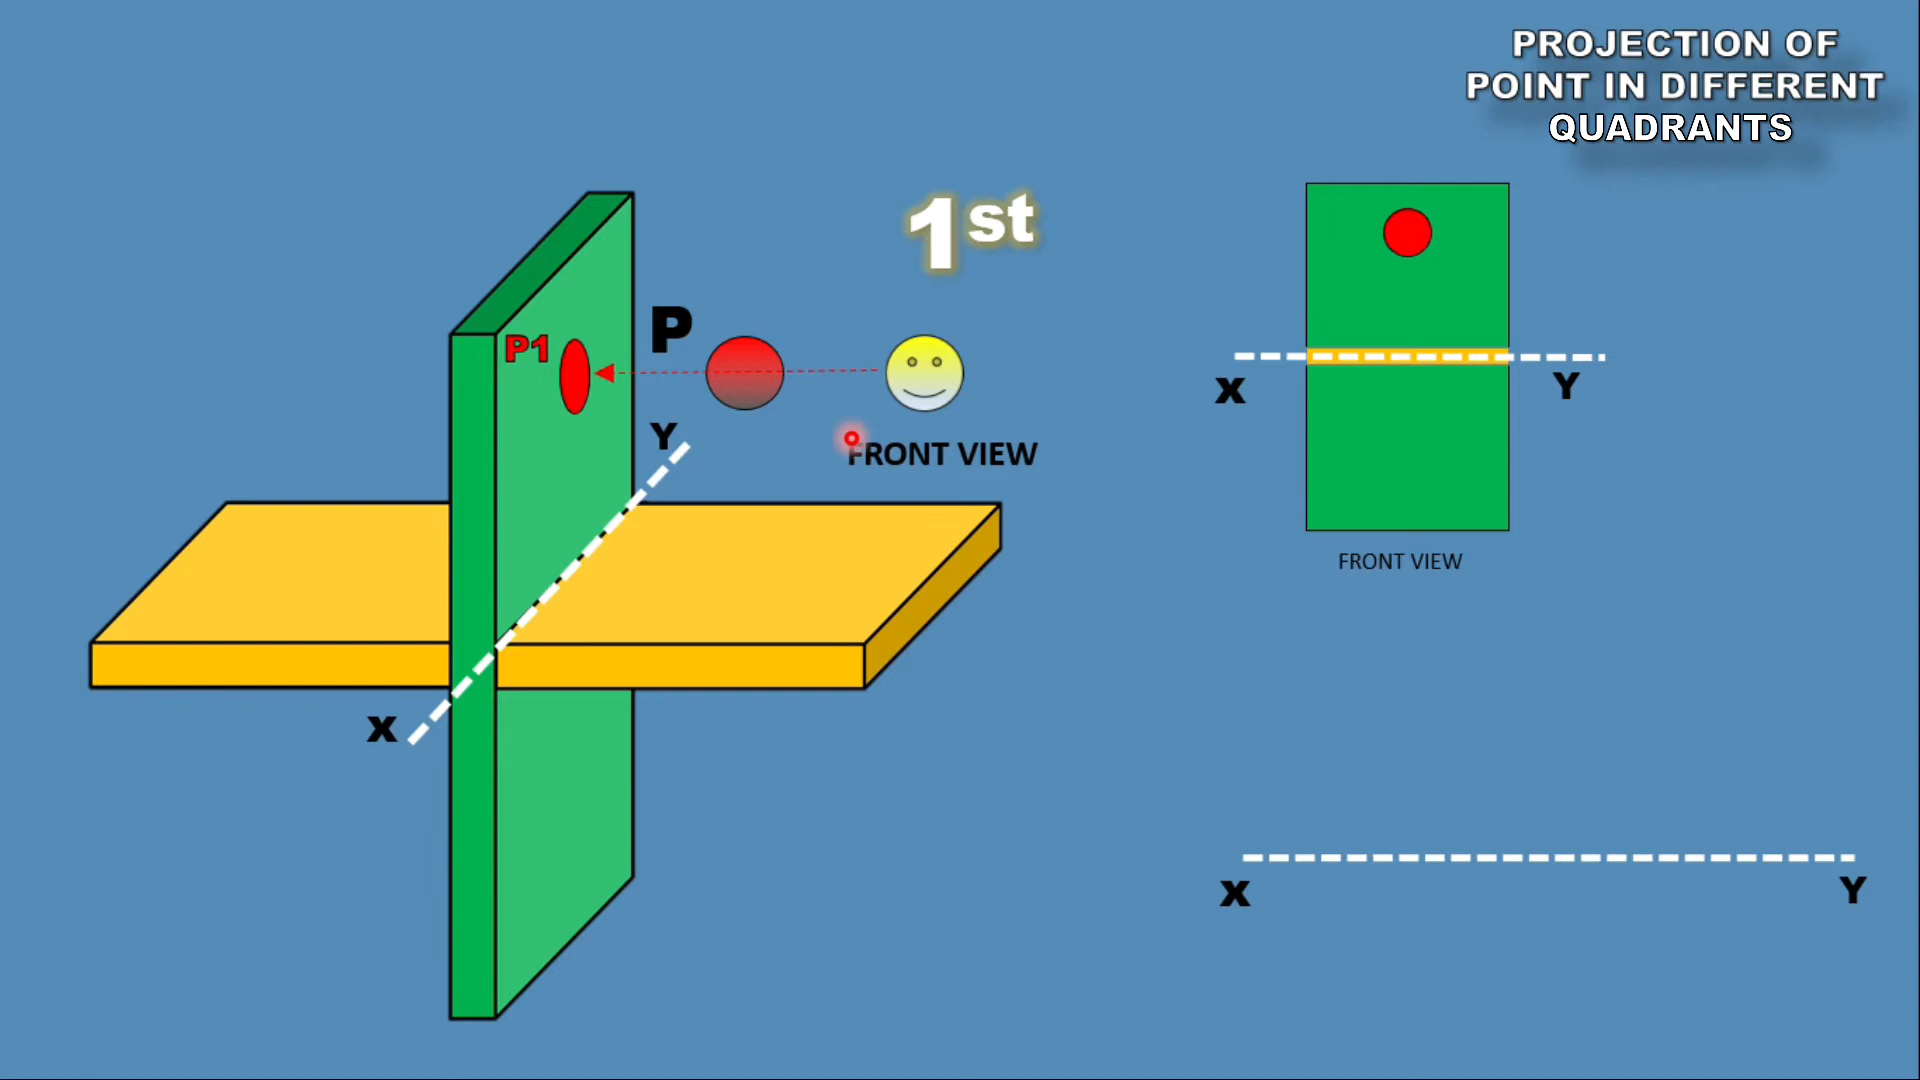 PROJECTION OF
POINT IN DIFFERENT
QUADRANTS
1st
P
P1
Y
FRONT VIEW
X
X
Y
FRONT VIEW
X
Y